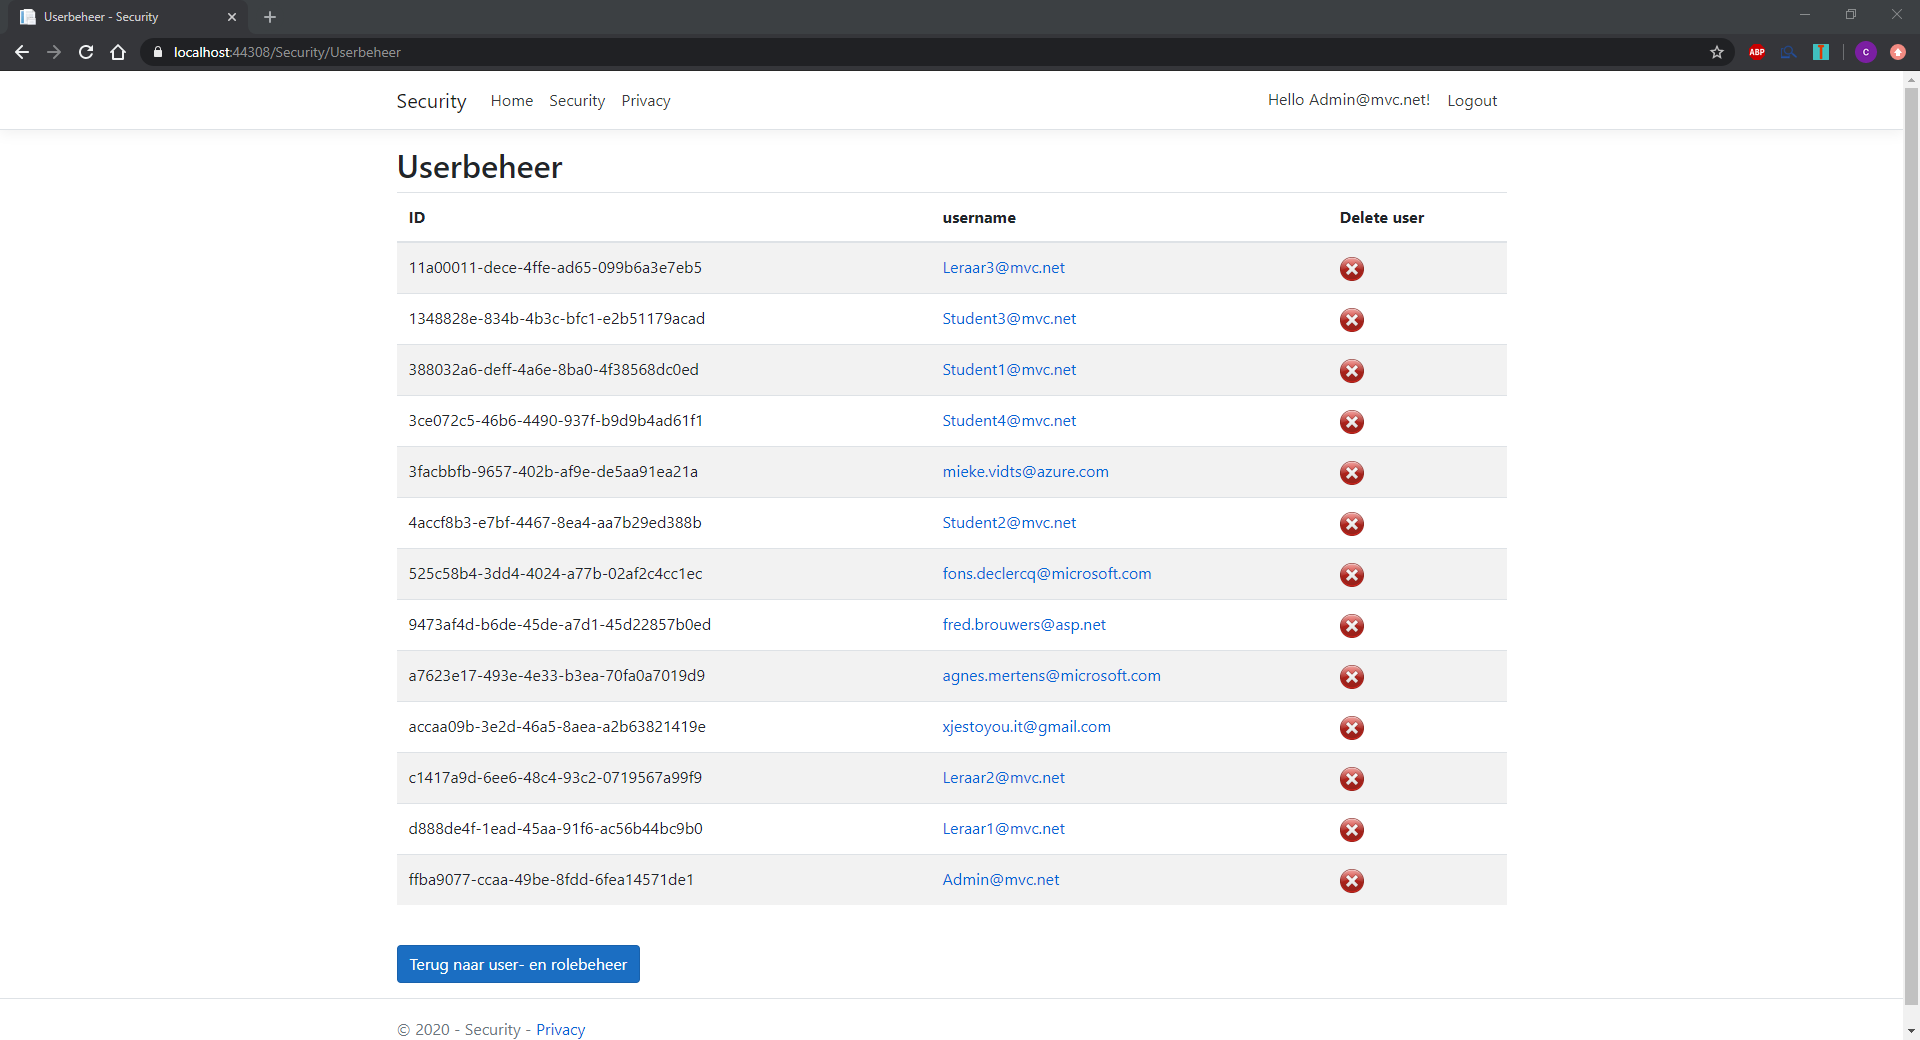 Userbeheer - Security
localhost:44308/Security/Userbeheer
ABP
T
C
Security Home Security Privacy Hello Admin@mvc.net! Logout
Userbeheer
ID username Delete user
11a00011-dece-4ffe-ad65-099b6a3e7eb5 Leraar3@mvc.net
1348828e-834b-4b3c-bfc1-e2b51179acad Student3@mvc.net
388032a6-deff-4a6e-8ba0-4f38568dc0ed Student1@mvc.net
3ce072c5-46b6-4490-937f-b9d9b4ad61f1 Student4@mvc.net
3facbbfb-9657-402b-af9e-de5aa91ea21a mieke.vidts@azure.com
4accf8b3-e7bf-4467-8ea4-aa7b29ed388b Student2@mvc.net
525c58b4-3dd4-4024-a77b-02af2c4cc1ec fons.declercq@microsoft.com
9473af4d-b6de-45de-a7d1-45d22857b0ed fred.brouwers@asp.net
a7623e17-493e-4e33-b3ea-70fa0a7019d9 agnes.mertens@microsoft.com
accaa09b-3e2d-46a5-8aea-a2b63821419e xjestoyou.it@gmail.com
c1417a9d-6ee6-48c4-93c2-0719567a99f9 Leraar2@mvc.net
d888de4f-1ead-45aa-91f6-ac56b44bc9b0 Leraar1@mvc.net
ffba9077-ccaa-49be-8fdd-6fea14571de1 Admin@mvc.net
Terug naar user- en rolebeheer
© 2020 - Security - Privacy